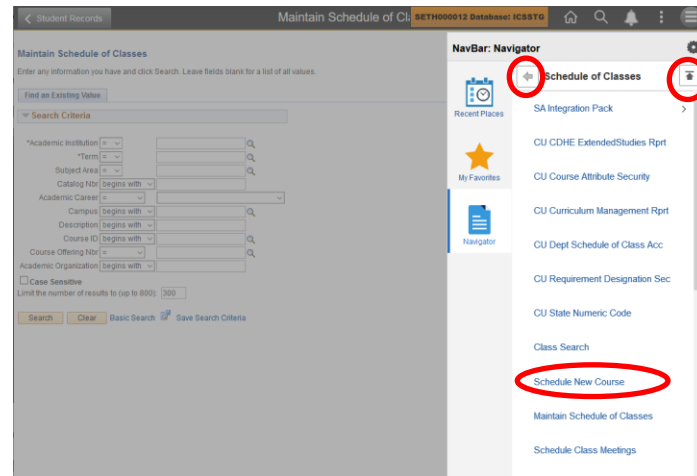 Student Records
Maintain Schedule of Cl
SETH000012 Database: ICSSTG
Maintain Schedule of Classes
Enter any information you have and click Search. Leave fields blank for a list of all values.
Find an Existing Value
Search Criteria
*Academic Institution = 
*Term = 
Subject Area = 
Catalog Nbr begins with
Academic Career = 
Campus begins with
Description begins with
Course ID begins with
Course Offering Nbr = 
Academic Organization begins with
Case Sensitive
Limit the number of results to (up to 800): 300
Search Clear Basic Search Save Search Criteria
NavBar: Navigator
Recent Places
My Favorites
Navigator
Schedule of Classes
SA Integration Pack
CU CDHE ExtendedStudies Rprt
CU Course Attribute Security
CU Curriculum Management Rprt
CU Dept Schedule of Class Acc
CU Requirement Designation Sec
CU State Numeric Code
Class Search
Schedule New Course
Maintain Schedule of Classes
Schedule Class Meetings